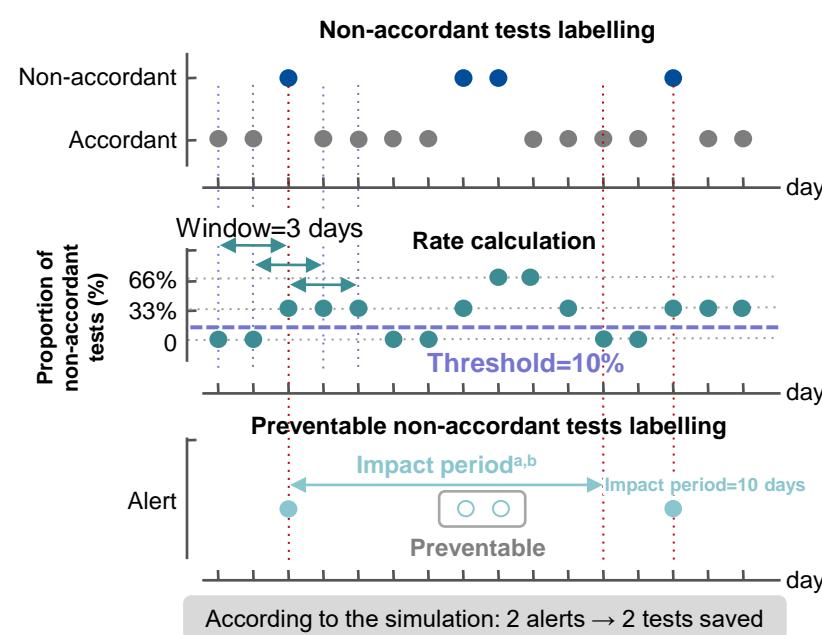 Non-accordant tests labelling
Non-accordant
Accordant
day
Window=3 days
Rate calculation
Proportion of
non-accordant
tests (%)
66%
33%
0
Threshold=10%
day
Preventable non-accordant tests labelling
Impact perioda,b
Impact period=10 days
Alert
Preventable
day
According to the simulation: 2 alerts → 2 tests saved